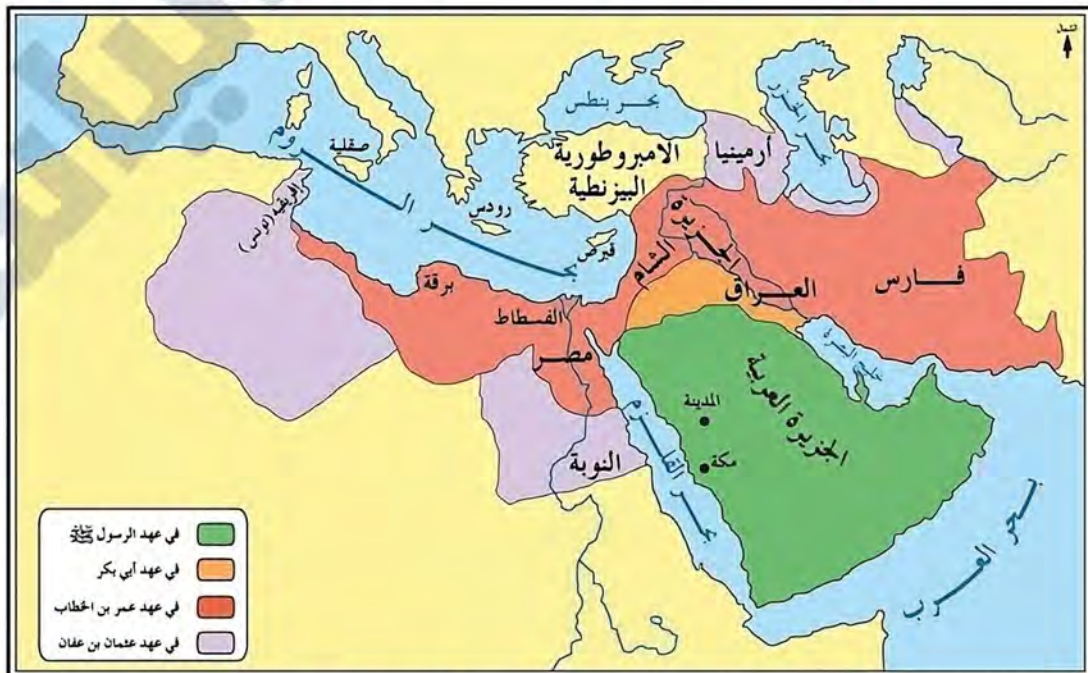 الشمال
بحر بنطس
بحر الخزر
الامبروطورية
البيزنطية
أرمينيا
بحر الروم
صقلية
إفريقية (تونس)
رودس
قبرص
الشام
الجزيرة
العراق
فارس
برقة
الفسطاط
مصر
خليج البصرة
الجزيرة العربية
المدينة
مكة
بحر القلزم
النوبة
بحر العرب
في عهد الرسول ﷺ
في عهد أبي بكر
في عهد عمر بن الخطاب
في عهد عثمان بن عفان